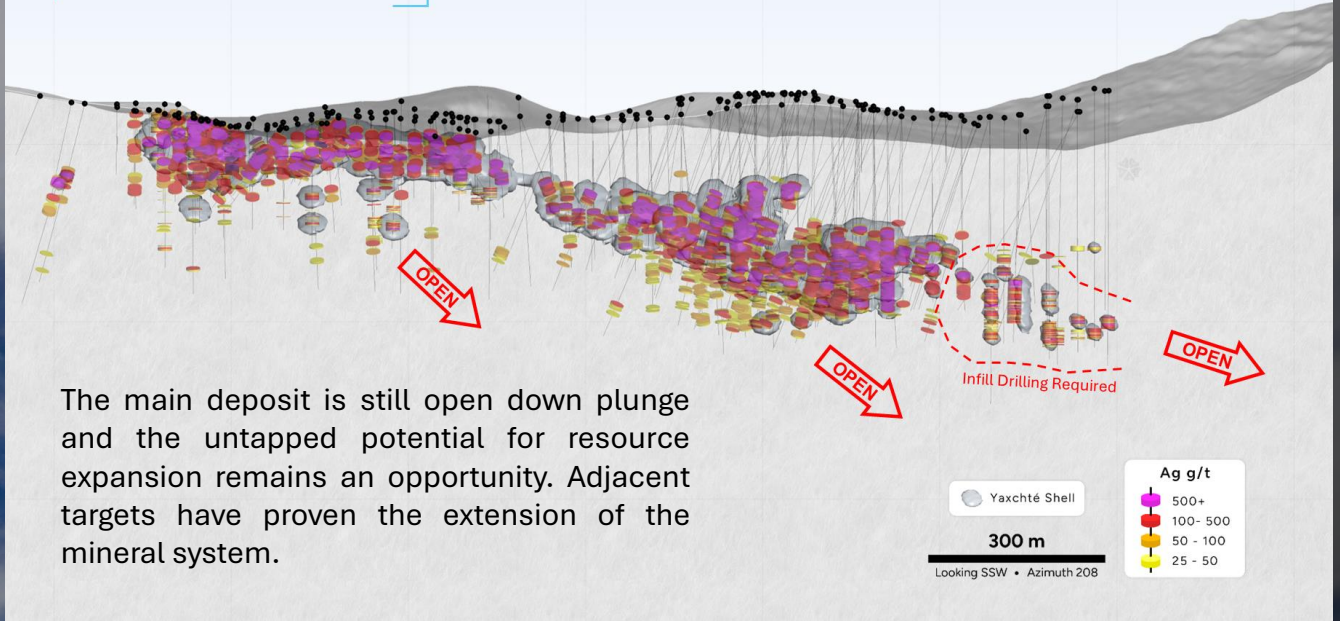 OPEN
OPEN
OPEN
Infill Drilling Required
The main deposit is still open down plunge
and the untapped potential for resource
expansion remains an opportunity. Adjacent
targets have proven the extension of the
mineral system.
Yaxchté Shell
300 m
Looking SSW • Azimuth 208
Ag g/t
500+
100- 500
50 - 100
25 - 50